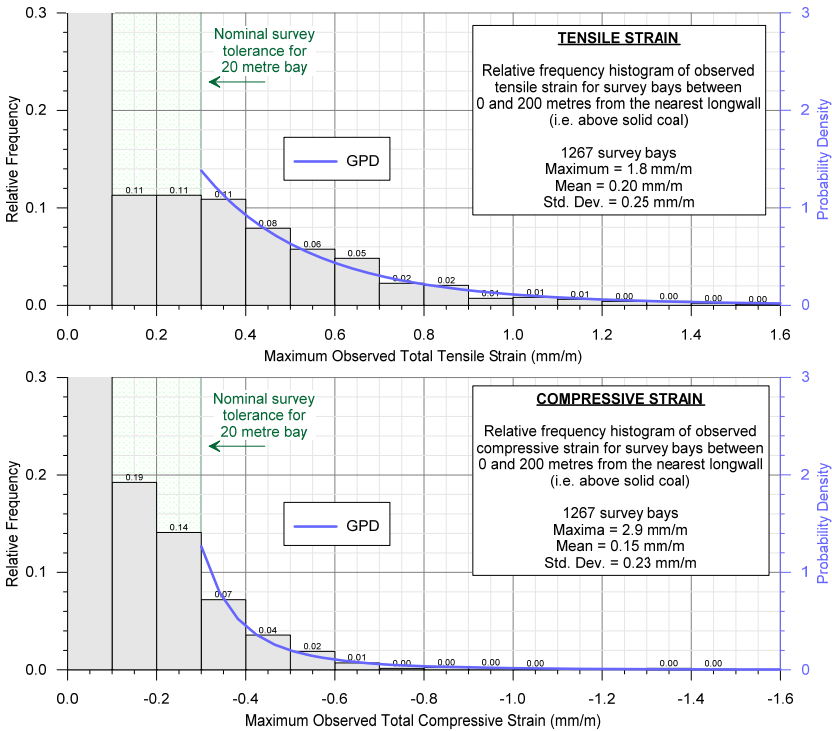 0.3
3
Nominal survey
tolerance for
20 metre bay
TENSILE STRAIN
Relative frequency histogram of observed
tensile strain for survey bays between
0 and 200 metres from the nearest longwall
(i.e. above solid coal)
1267 survey bays
Maximum = 1.8 mm/m
Mean = 0.20 mm/m
Std. Dev. = 0.25 mm/m
0.2
2
GPD
Relative Frequency
Probability Density
0.11
0.11
0.11
0.1
1
0.08
0.06
0.05
0.02
0.02
0.01
0.01
0.01
0.00
0.00
0.00
0.00
0.0
0
0.0 0.2 0.4 0.6 0.8 1.0 1.2 1.4 1.6
Maximum Observed Total Tensile Strain (mm/m)
0.3
3
Nominal survey
tolerance for
20 metre bay
COMPRESSIVE STRAIN
Relative frequency histogram of observed
compressive strain for survey bays between
0 and 200 metres from the nearest longwall
(i.e. above solid coal)
1267 survey bays
Maxima = 2.9 mm/m
Mean = 0.15 mm/m
Std. Dev. = 0.23 mm/m
0.2
2
GPD
Relative Frequency
Probability Density
0.19
0.14
0.1
1
0.07
0.04
0.02
0.01
0.00
0.00
0.00
0.00
0.00
0.00
0.0
0
0.0 -0.2 -0.4 -0.6 -0.8 -1.0 -1.2 -1.4 -1.6
Maximum Observed Total Compressive Strain (mm/m)